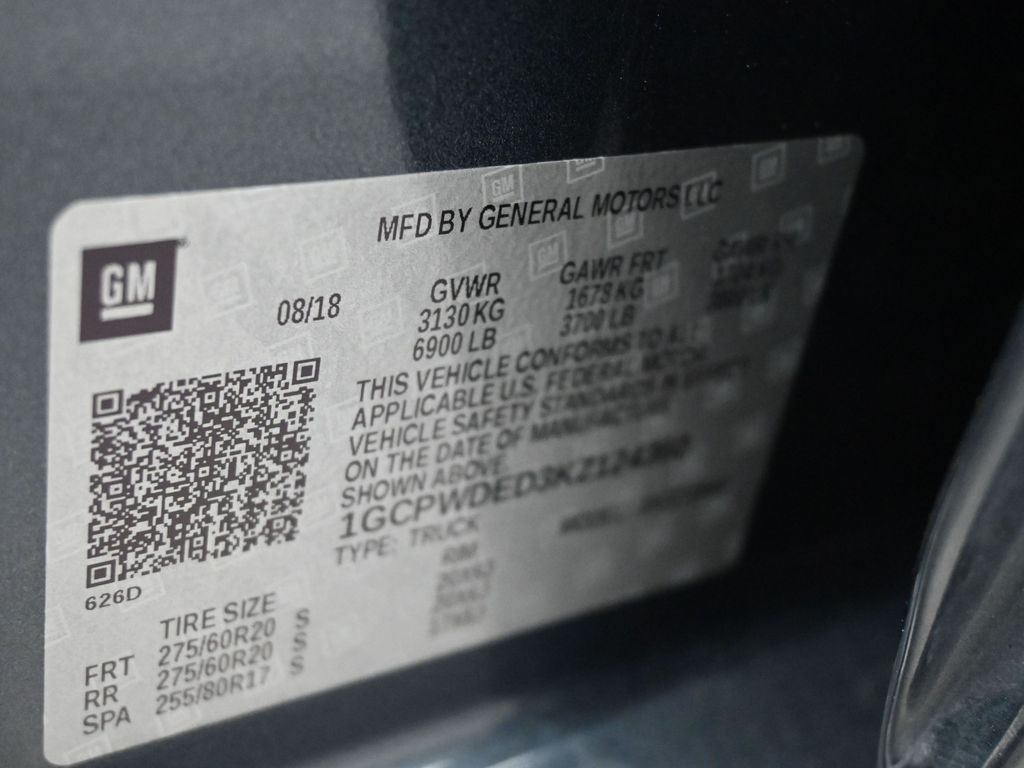 MFD BY GENERAL MOTORS LLC
GM
08/18
GVWR
3130 KG
6900 LB
GAWR FRT
1678 KG
3700 LB
THIS VEHICLE CONFORMS TO ALL
APPLICABLE U.S. FEDERAL MOTOR
VEHICLE SAFETY STANDARDS IN EFFECT
ON THE DATE OF MANUFACTURE
SHOWN ABOVE.
TYPE: TRUCK
MODEL:
626D
TIRE SIZE
RIM
FRT 275/60R20 S
RR 275/60R20 S
SPA 255/80R17 S